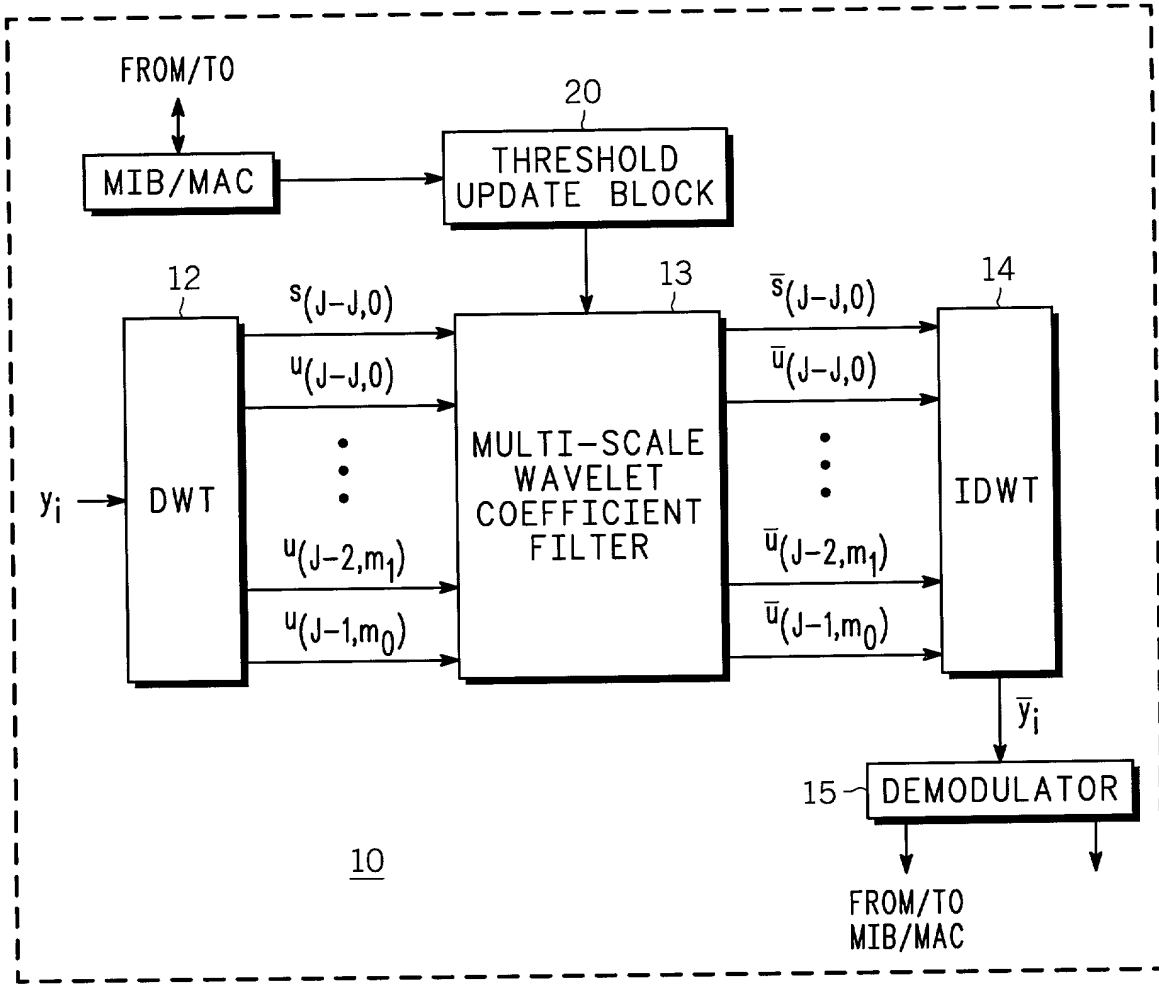 FROM/TO
20
MIB/MAC
THRESHOLD
UPDATE BLOCK
12
s(J-J,0)
13
s̅(J-J,0)
14
u(J-J,0)
u̅(J-J,0)
yi
DWT
MULTI-SCALE
WAVELET
COEFFICIENT
FILTER
IDWT
u(J-2,m1)
u̅(J-2,m1)
u(J-1,m0)
u̅(J-1,m0)
y̅i
15
DEMODULATOR
10
FROM/TO
MIB/MAC